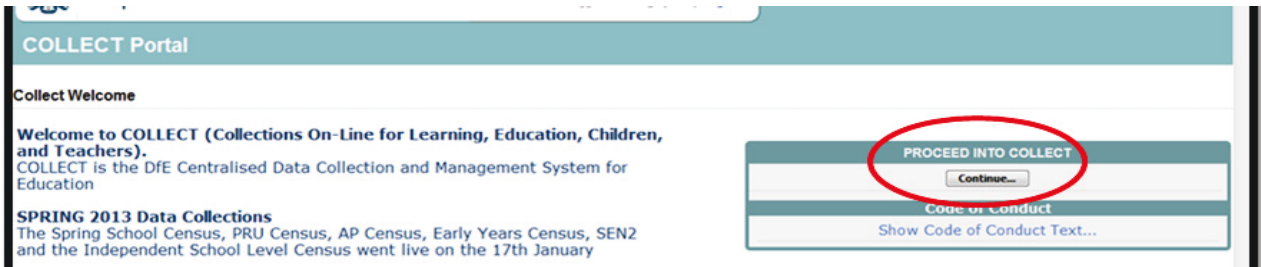 COLLECT Portal
Collect Welcome
Welcome to COLLECT (Collections On-Line for Learning, Education, Children,
and Teachers).
COLLECT is the DfE Centralised Data Collection and Management System for
Education
SPRING 2013 Data Collections
The Spring School Census, PRU Census, AP Census, Early Years Census, SEN2
and the Independent School Level Census went live on the 17th January
PROCEED INTO COLLECT
Continue...
Code of Conduct
Show Code of Conduct Text...